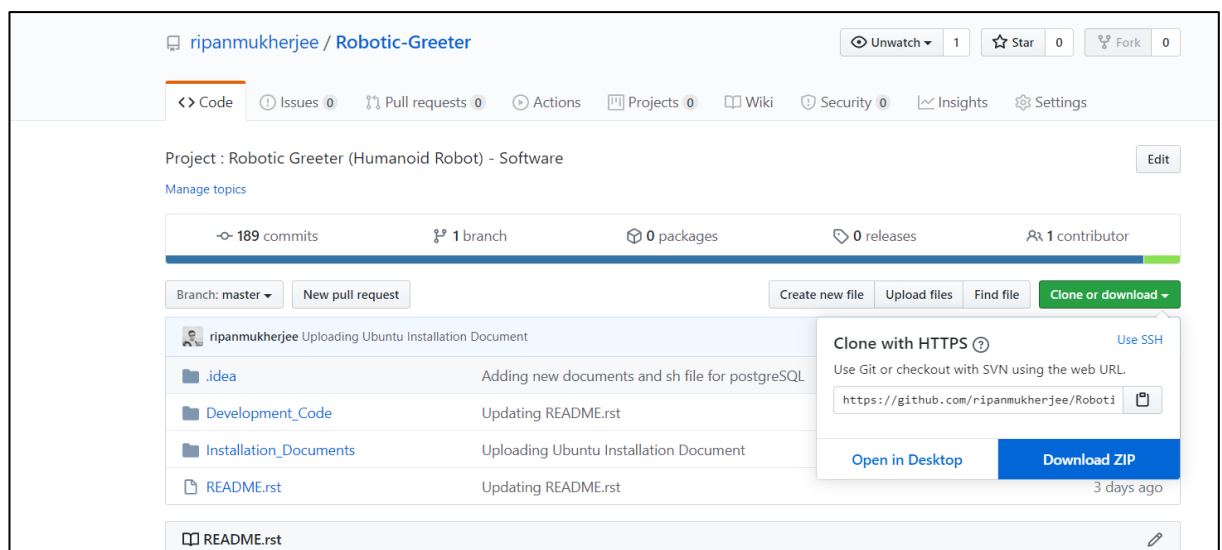 ripanmukherjee / Robotic-Greeter
Unwatch 1 Star 0 Fork 0
Code Issues 0 Pull requests 0 Actions Projects 0 Wiki Security 0 Insights Settings
Project : Robotic Greeter (Humanoid Robot) - Software Edit
Manage topics
189 commits 1 branch 0 packages 0 releases 1 contributor
Branch: master New pull request Create new file Upload files Find file Clone or download
ripanmukherjee Uploading Ubuntu Installation Document
.idea Adding new documents and sh file for postgreSQL
Development_Code Updating README.rst
Installation_Documents Uploading Ubuntu Installation Document
README.rst Updating README.rst 3 days ago
Clone with HTTPS ? Use SSH
Use Git or checkout with SVN using the web URL.
https://github.com/ripanmukherjee/Roboti
Open in Desktop Download ZIP
README.rst